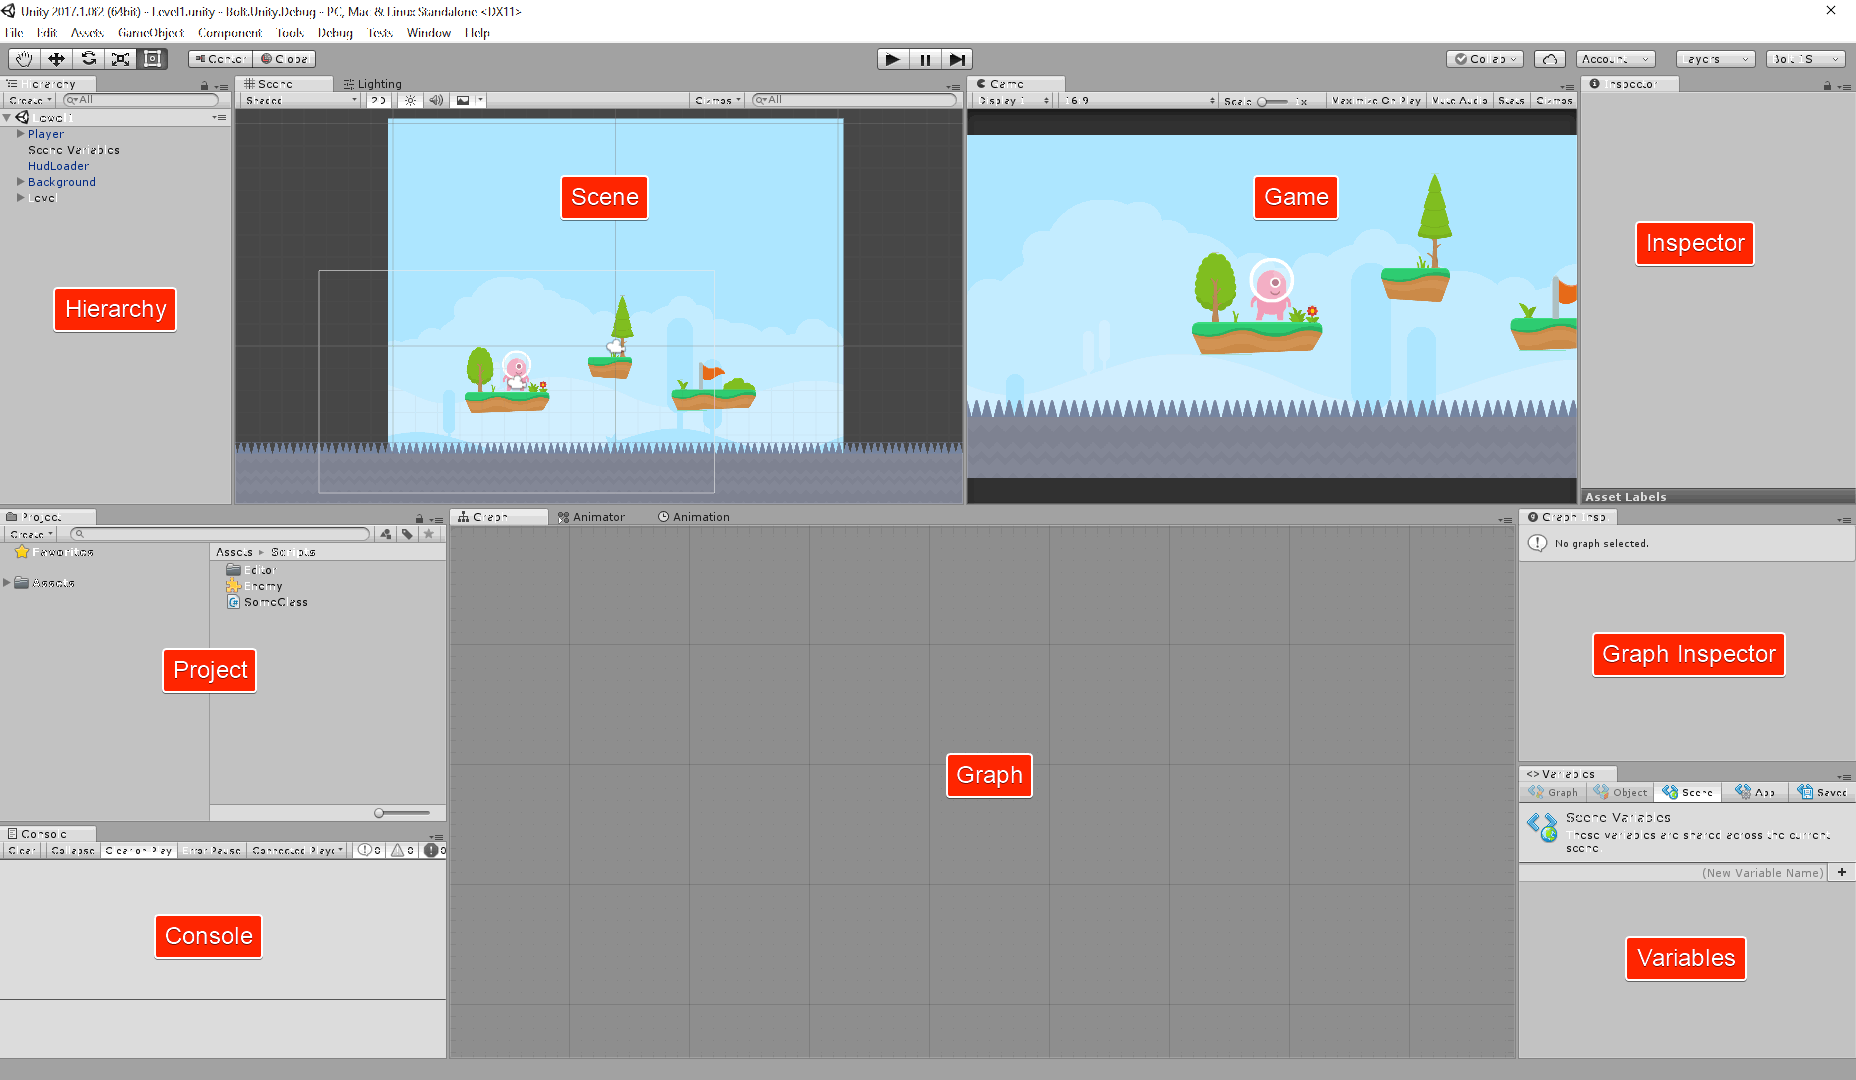 Unity 2017.1.0f2 (64bit) - Level1.unity - Bolt.Unity.Debug - PC, Mac & Linux Standalone <DX11>
File Edit Assets GameObject Component Tools Debug Tests Window Help
Center Global Collab Account Layers
Hierarchy Scene Lighting Game Inspector
Create All Shaded 2D Gizmos All Display 1 16:9 Scale 1x Maximize On Play Mute Audio Stats Gizmos
Level1
Player
Scene Variables
HudLoader
Background
Level
Scene
Game
Inspector
Hierarchy
Asset Labels
Project Graph Animator Animation Graph Insp
Create
Favorites Assets Scripts
No graph selected.
Assets
Editor
Enemy
SomeClass
Project
Graph Inspector
Graph
Variables
Graph Object Scene App Saved
Scene Variables
These variables are shared across the current
scene.
(New Variable Name) +
Console
Clear Collapse Clear on Play Error Pause Connected Playe 0 0 0
Console
Variables